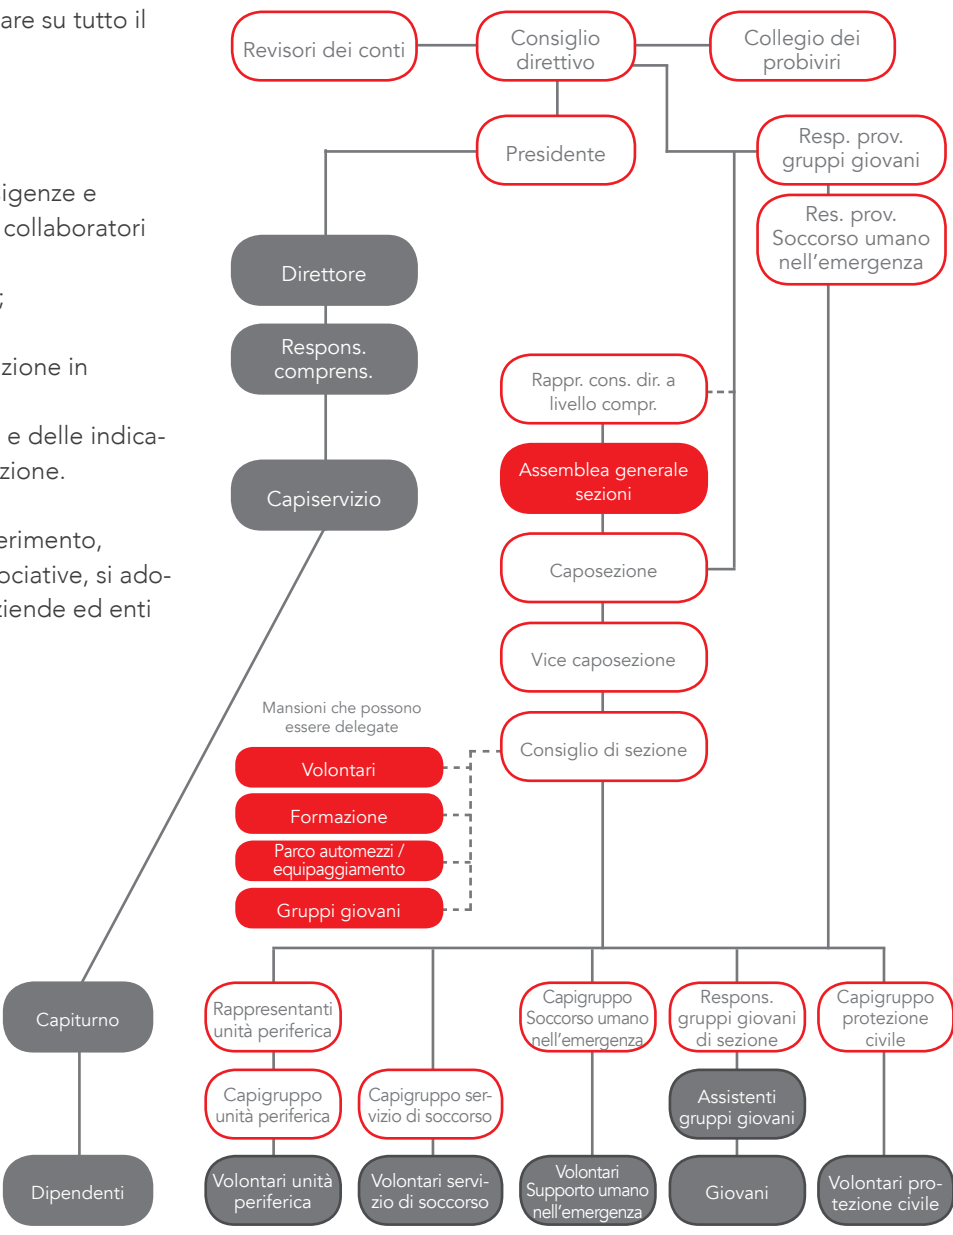 are su tutto il
igenze e
collaboratori
;
zione in
e delle indica-
zione.
erimento,
ociative, si ado-
ziende ed enti
Revisori dei conti
Consiglio
direttivo
Collegio dei
probiviri
Presidente
Resp. prov.
gruppi giovani
Res. prov.
Soccorso umano
nell'emergenza
Direttore
Respons.
comprens.
Capiservizio
Rappr. cons. dir. a
livello compr.
Assemblea generale
sezioni
Caposezione
Vice caposezione
Consiglio di sezione
Mansioni che possono
essere delegate
Volontari
Formazione
Parco automezzi /
equipaggiamento
Gruppi giovani
Capiturno
Rappresentanti
unità periferica
Capigruppo
Soccorso umano
nell'emergenza
Respons.
gruppi giovani
di sezione
Capigruppo
protezione
civile
Capigruppo
unità periferica
Capigruppo ser-
vizio di soccorso
Assistenti
gruppi giovani
Dipendenti
Volontari unità
periferica
Volontari servi-
zio di soccorso
Volontari
Supporto umano
nell'emergenza
Giovani
Volontari pro-
tezione civile